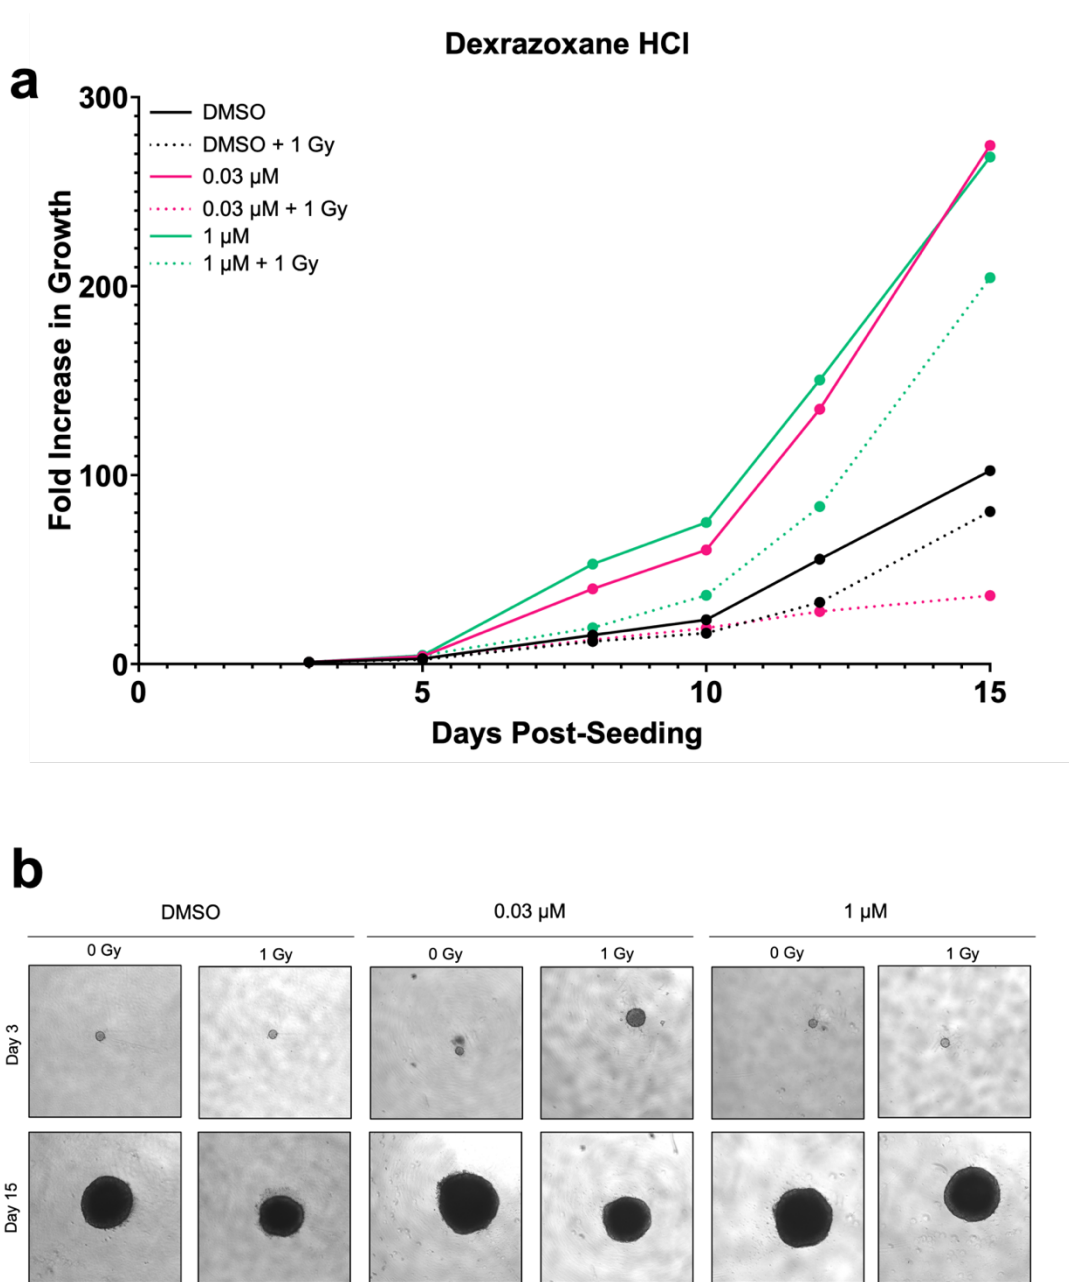 Dexrazoxane HCl
a
300
200
100
0
Fold Increase in Growth
DMSO
DMSO + 1 Gy
0.03 µM
0.03 µM + 1 Gy
1 µM
1 µM + 1 Gy
0 5 10 15
Days Post-Seeding
b
DMSO 0.03 µM 1 µM
0 Gy 1 Gy 0 Gy 1 Gy 0 Gy 1 Gy
Day 3
Day 15